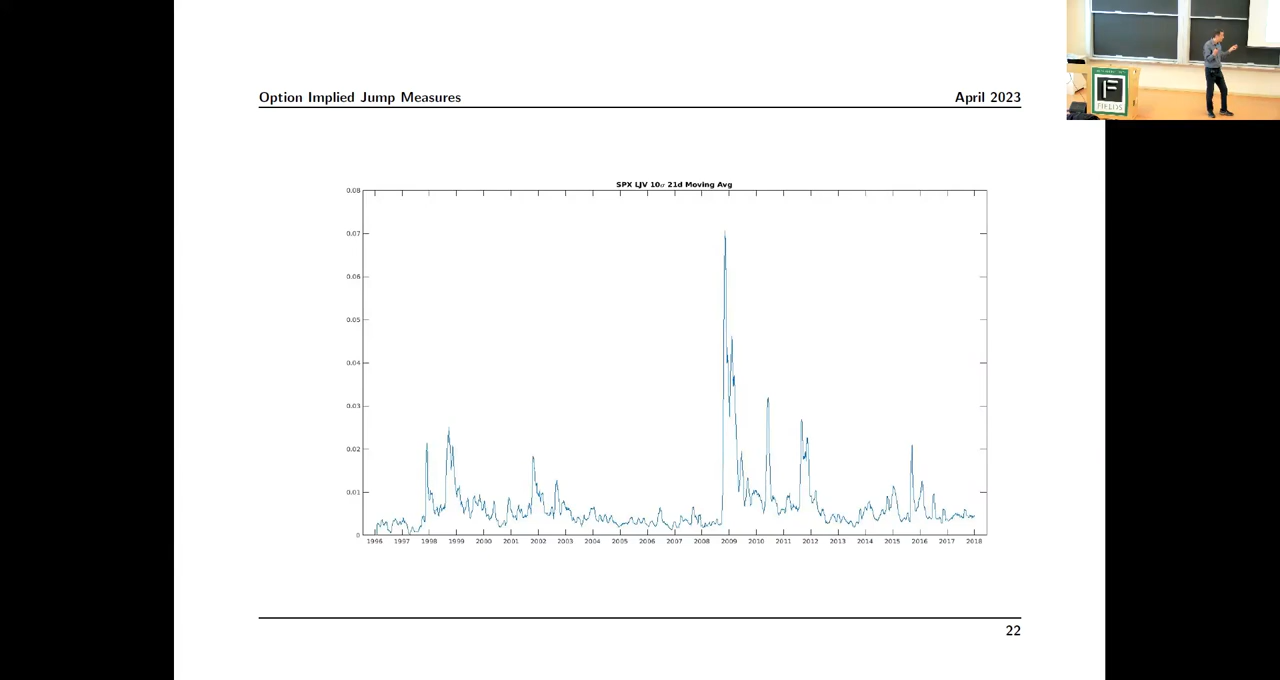 Option Implied Jump Measures April 2023
SPX LJV 10σ 21d Moving Avg
0.08
0.07
0.06
0.05
0.04
0.03
0.02
0.01
0
1996 1997 1998 1999 2000 2001 2002 2003 2004 2005 2006 2007 2008 2009 2010 2011 2012 2013 2014 2015 2016 2017 2018
22
FIELDS